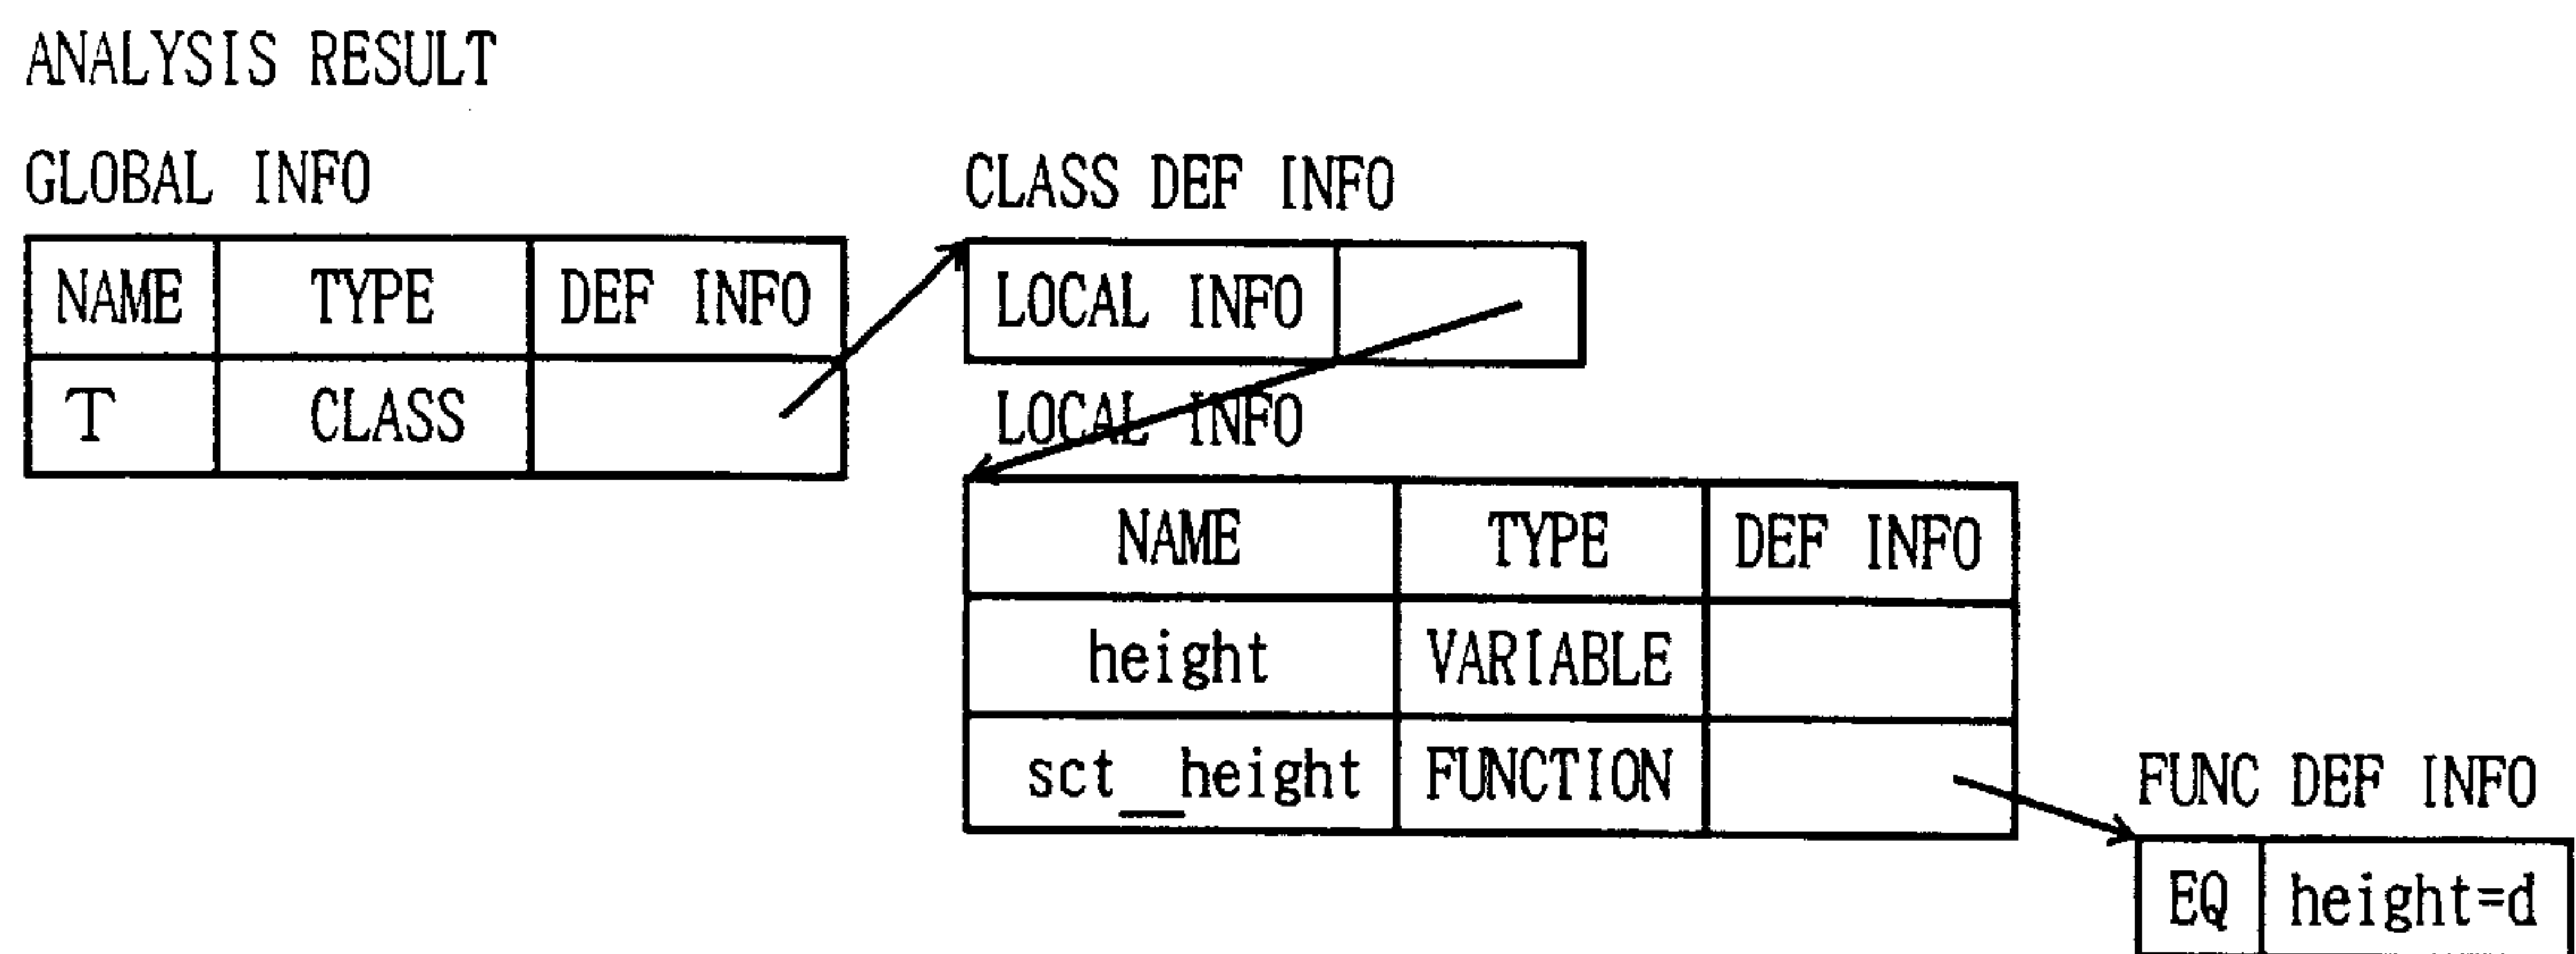 ANALYSIS RESULT
GLOBAL INFO
NAME TYPE DEF INFO
T CLASS
CLASS DEF INFO
LOCAL INFO
LOCAL INFO
NAME TYPE DEF INFO
height VARIABLE
sct_height FUNCTION
FUNC DEF INFO
EQ height=d